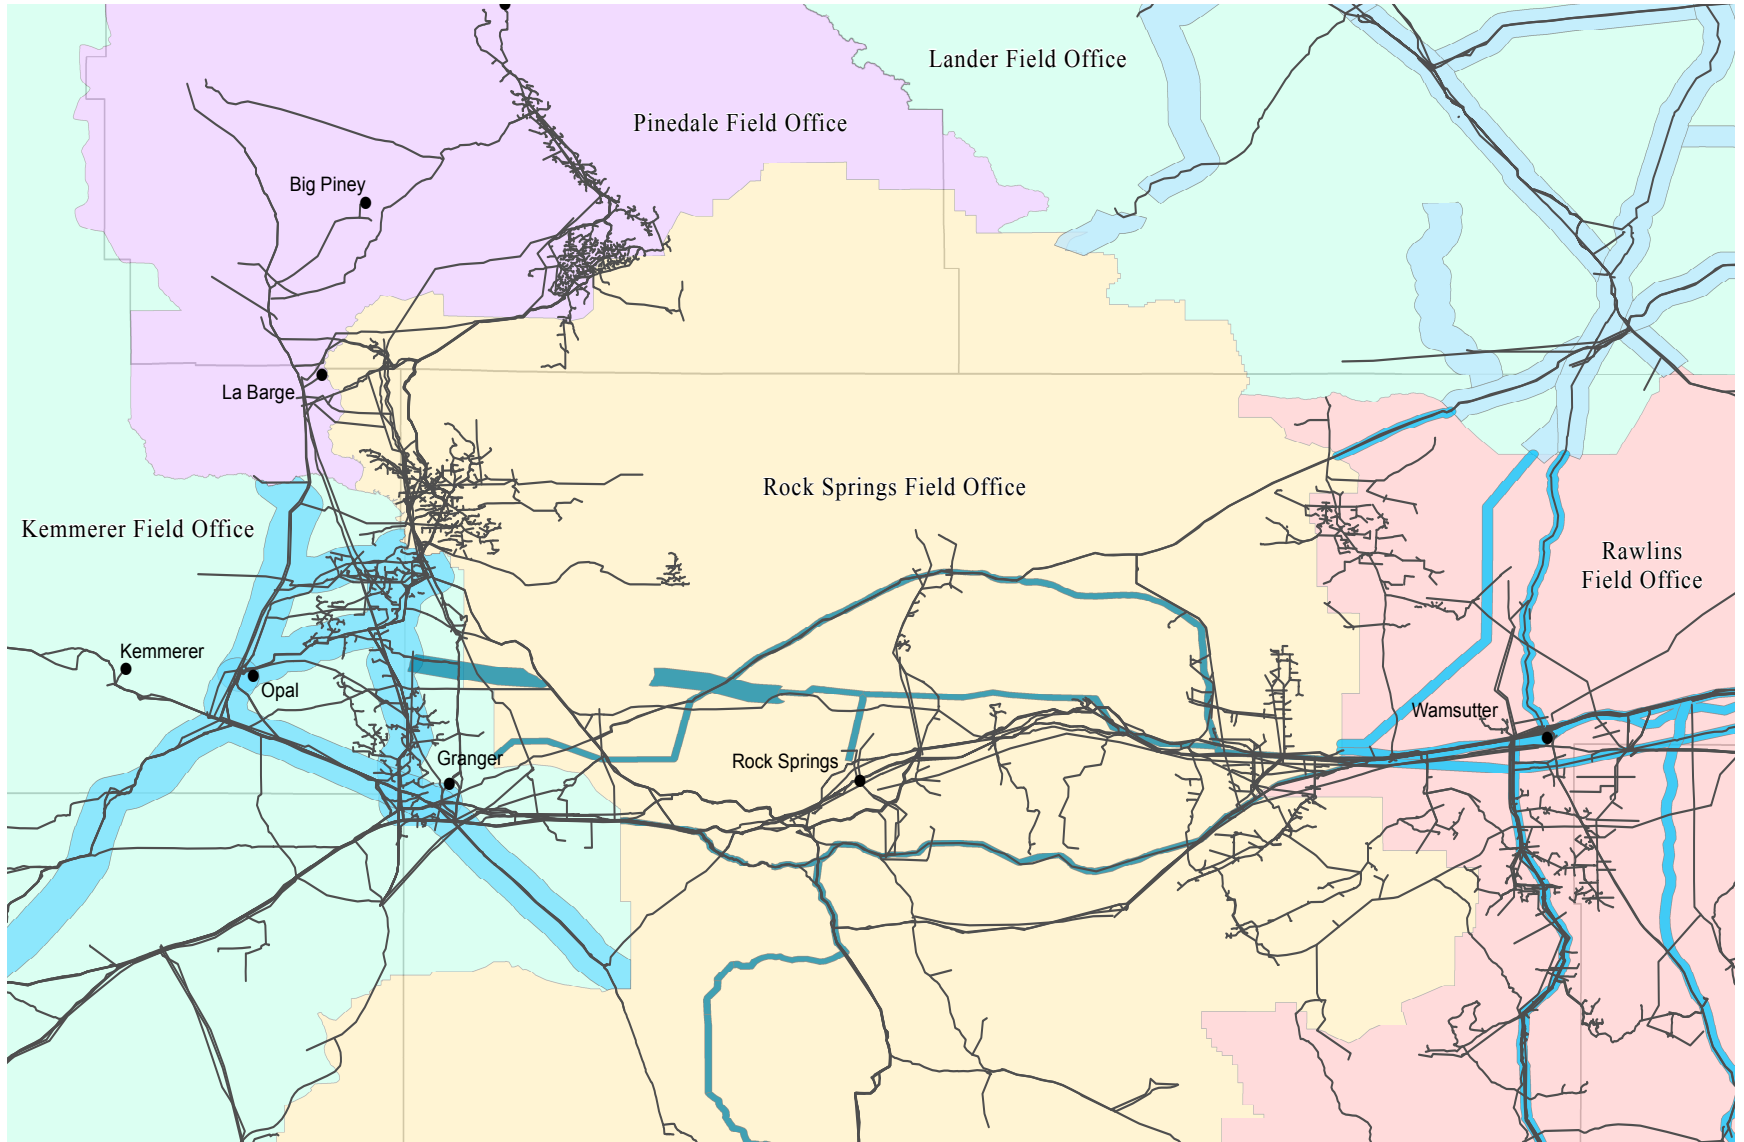 Lander Field Office
Pinedale Field Office
Big Piney
La Barge
Rock Springs Field Office
Kemmerer Field Office
Rawlins
Field Office
Kemmerer
Opal
Wamsutter
Granger
Rock Springs